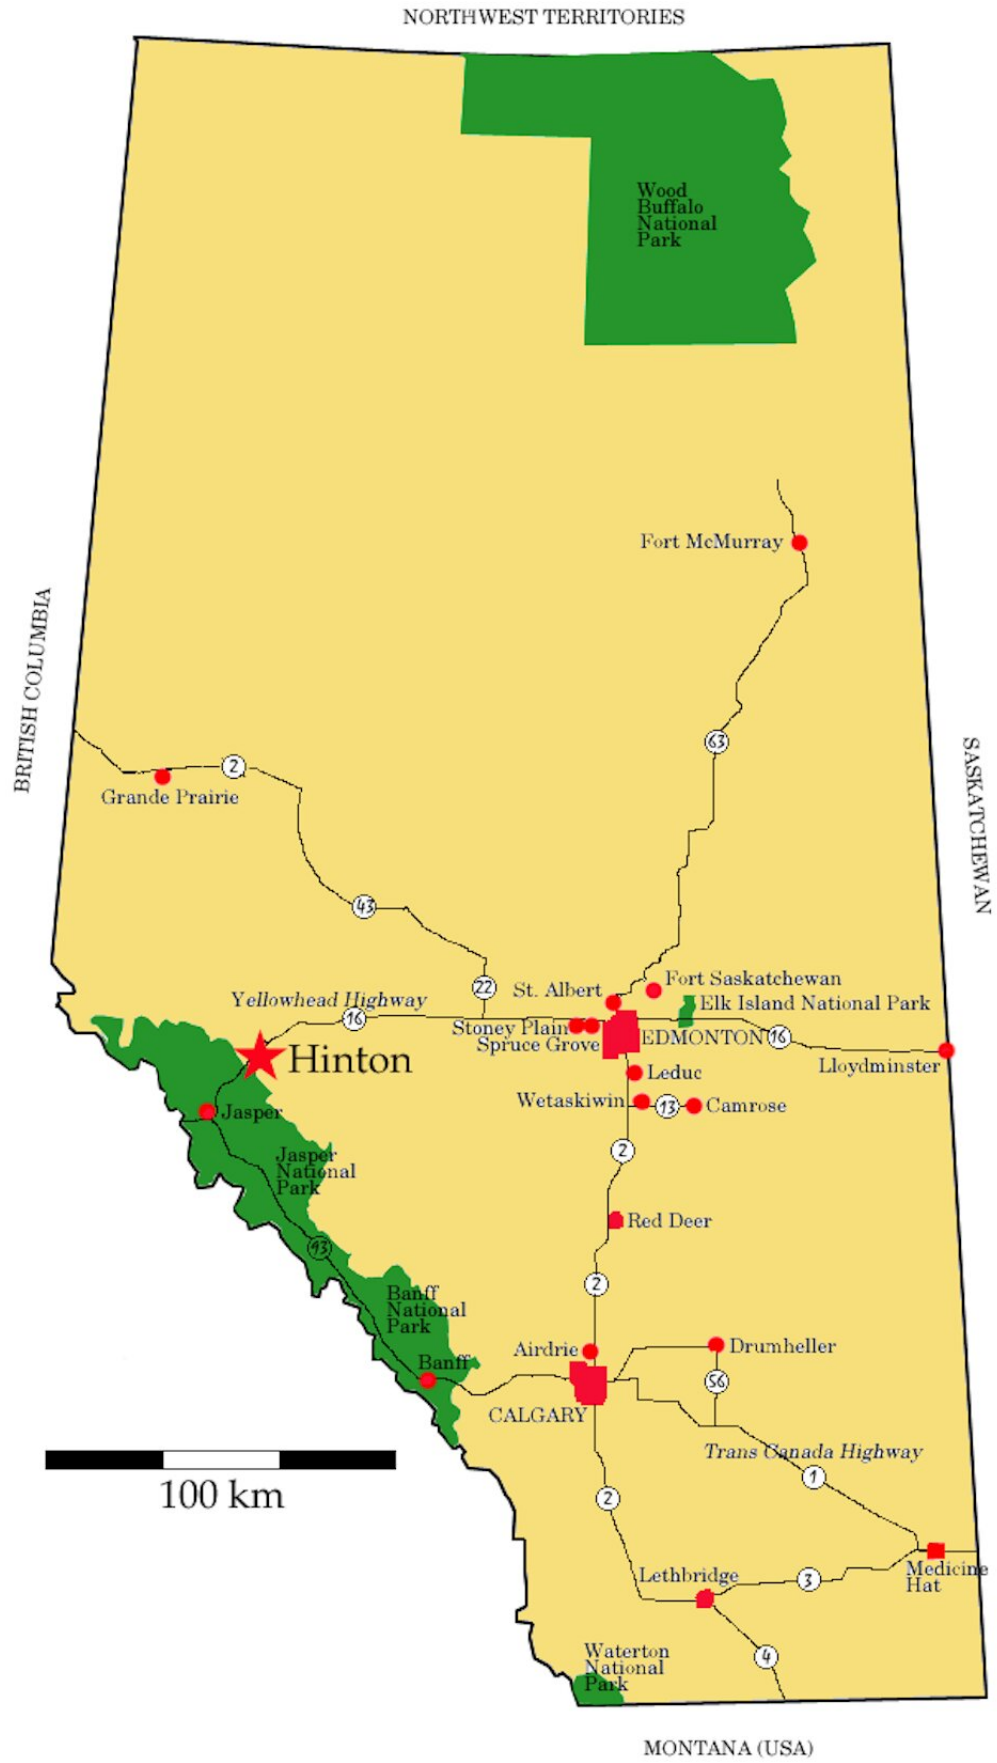 NORTHWEST TERRITORIES
Wood
Buffalo
National
Park
Fort McMurray
BRITISH COLUMBIA
63
SASKATCHEWAN
2
Grande Prairie
43
Fort Saskatchewan
22
St. Albert
Yellowhead Highway
Elk Island National Park
16
Stoney Plain
EDMONTON
16
Spruce Grove
Hinton
Lloydminster
Leduc
Wetaskiwin
13
Camrose
Jasper
2
Jasper
National
Park
Red Deer
93
2
Banff
National
Park
Airdrie
Drumheller
Banff
56
CALGARY
Trans Canada Highway
1
100 km
2
Medicine
Hat
Lethbridge
3
Waterton
National
Park
4
MONTANA (USA)